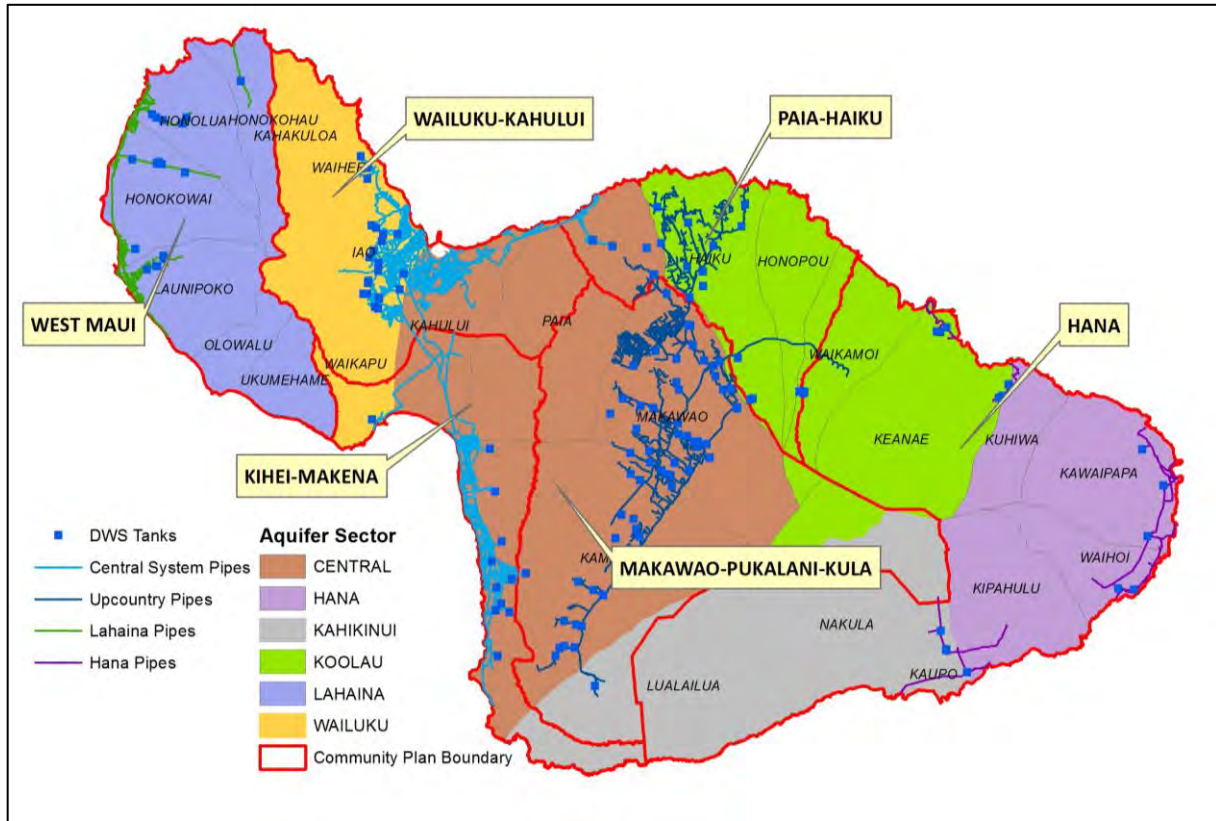 WAILUKU-KAHULUI
PAIA-HAIKU
HONOLUA
HONOKOHAU
KAHAKULOA
WAIHEE
HONOKOWAI
IAO
HAIKU
HONOPOU
LAUNIPOKO
WEST MAUI
HANA
KAHULUI
PAIA
OLOWALU
WAIKAPU
WAIKAMOI
UKUMEHAME
MAKAWAO
KEANAE
KUHIWA
KAWAIPAPA
KIHEI-MAKENA
DWS Tanks
Central System Pipes
Upcountry Pipes
Lahaina Pipes
Hana Pipes
Aquifer Sector
CENTRAL
HANA
KAHIKINUI
KOOLAU
LAHAINA
WAILUKU
Community Plan Boundary
KAM
MAKAWAO-PUKALANI-KULA
WAIHOI
KIPAHULU
NAKULA
KAUPO
LUALAILUA